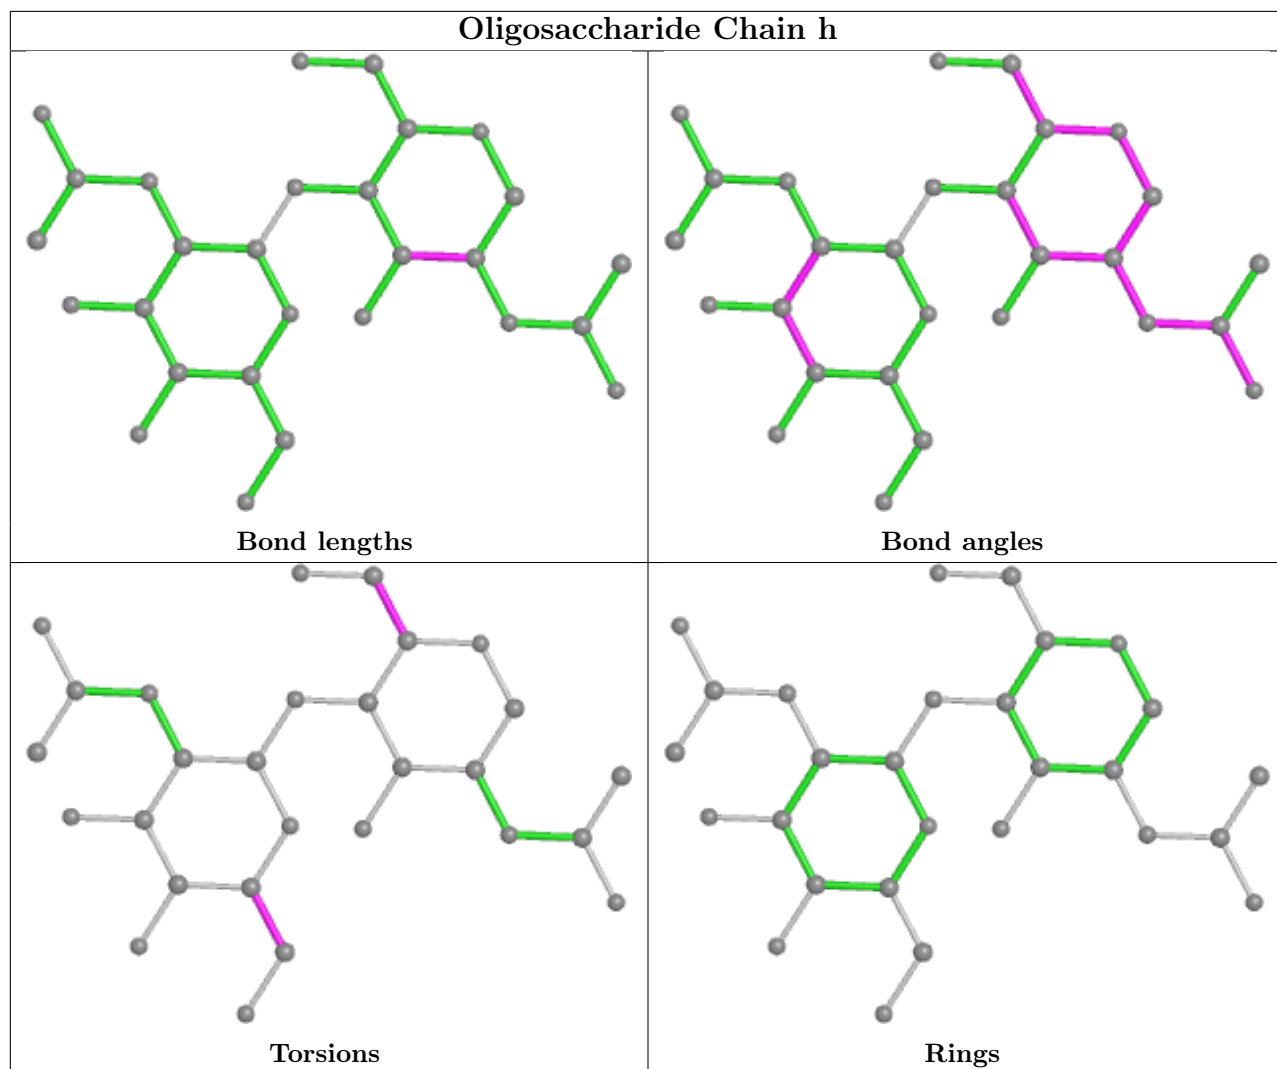 Oligosaccharide Chain h
Bond lengths
Bond angles
Torsions
Rings